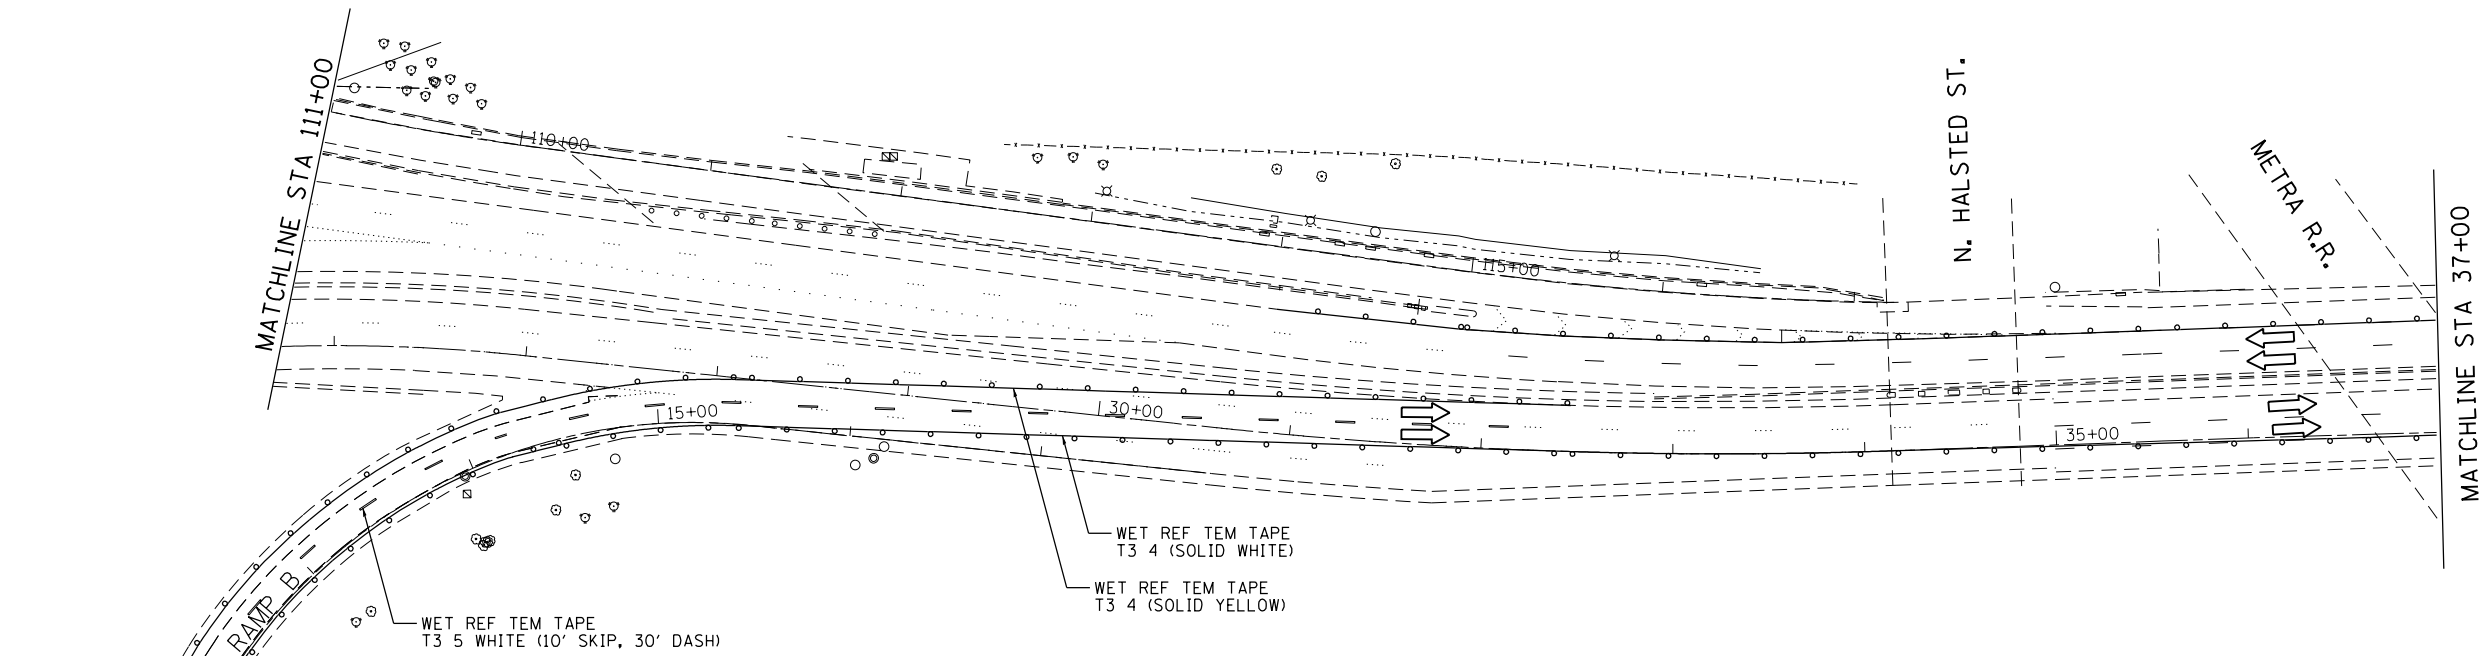 MATCHLINE STA 111+00
110+00
115+00
N. HALSTED ST.
METRA R.R.
MATCHLINE STA 37+00
15+00
30+00
35+00
WET REF TEM TAPE
T3 4 (SOLID WHITE)
WET REF TEM TAPE
T3 4 (SOLID YELLOW)
WET REF TEM TAPE
T3 5 WHITE (10' SKIP, 30' DASH)
RAMP B